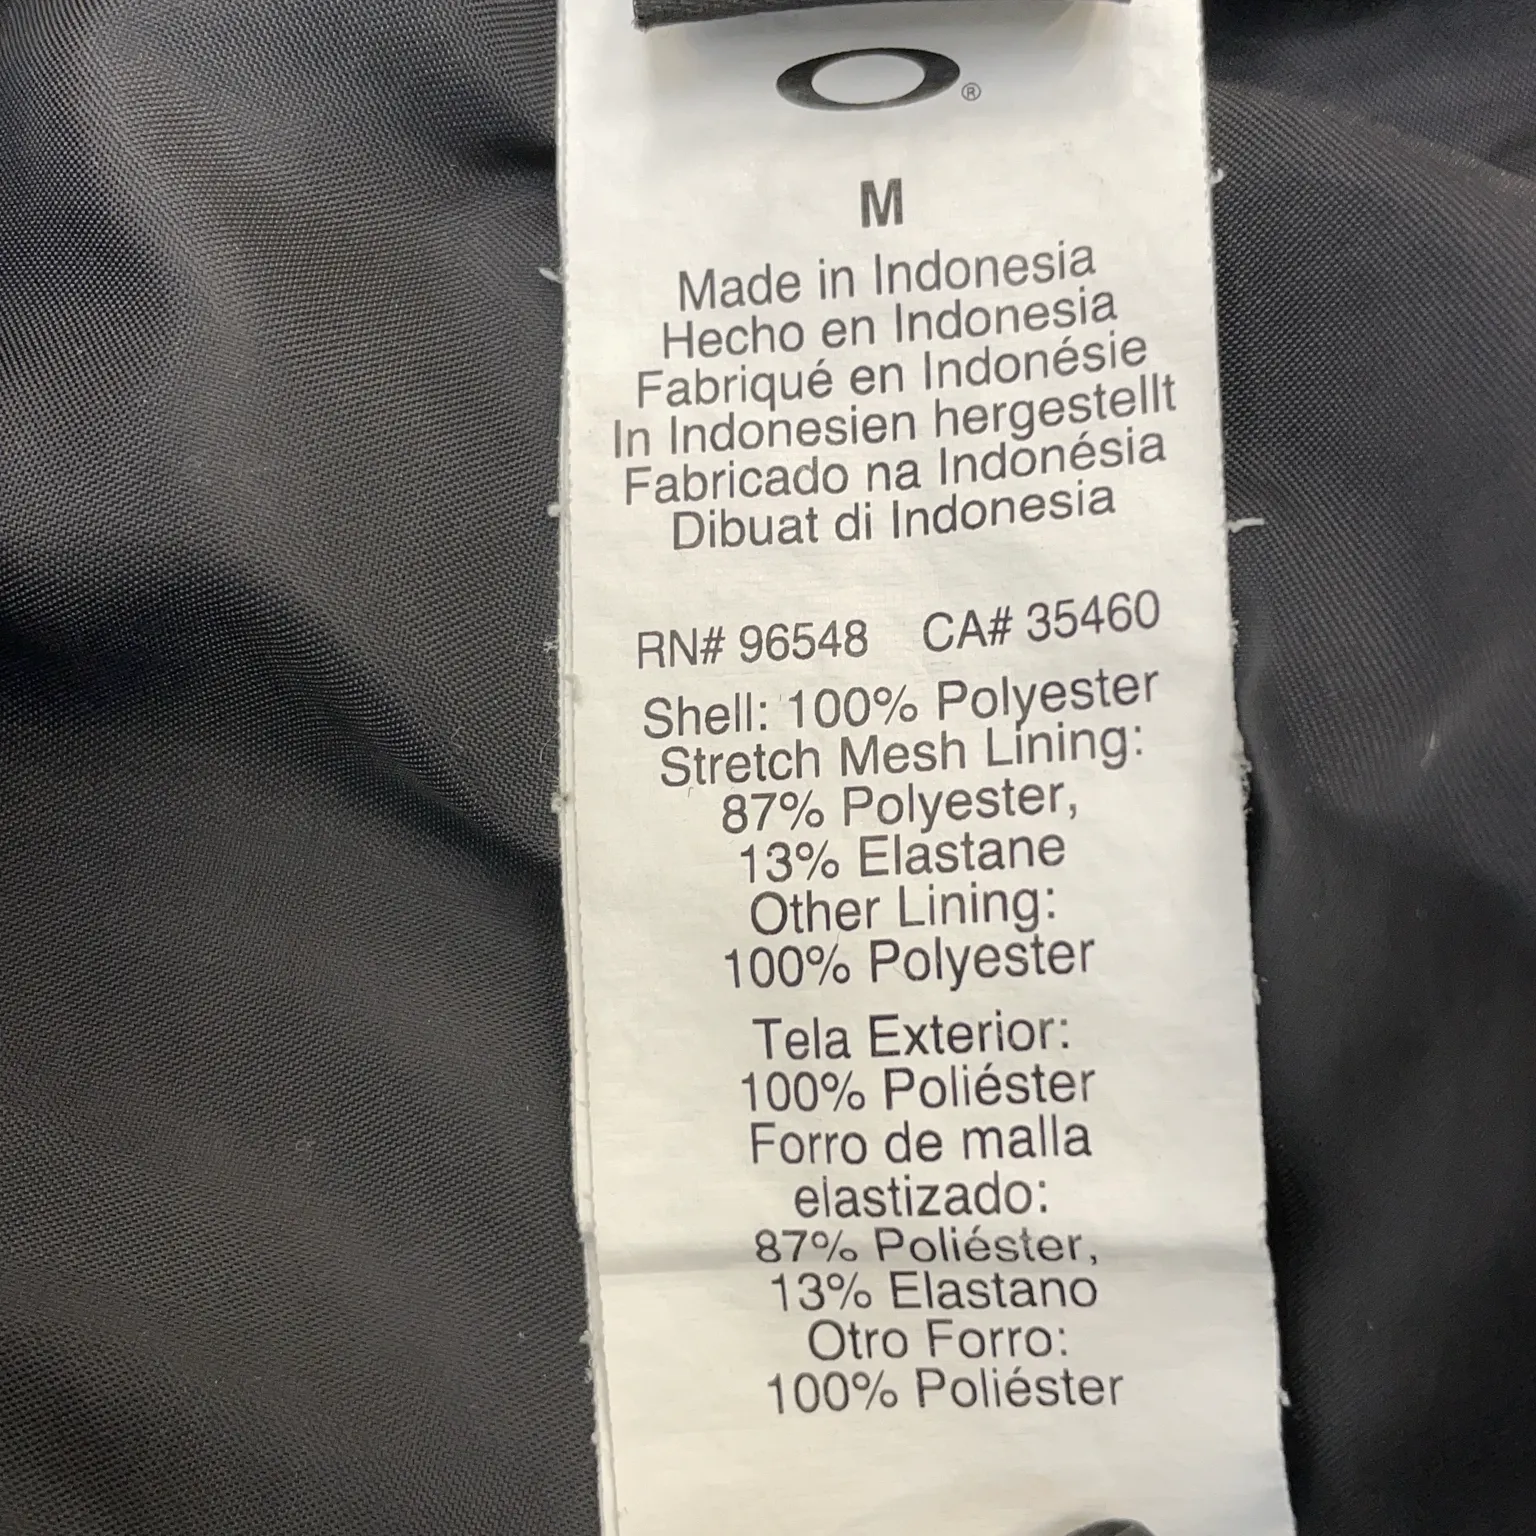 ®
M
Made in Indonesia
Hecho en Indonesia
Fabriqué en Indonésie
In Indonesien hergestellt
Fabricado na Indonésia
Dibuat di Indonesia
RN# 96548 CA# 35460
Shell: 100% Polyester
Stretch Mesh Lining:
87% Polyester,
13% Elastane
Other Lining:
100% Polyester
Tela Exterior:
100% Poliéster
Forro de malla
elastizado:
87% Poliéster,
13% Elastano
Otro Forro:
100% Poliéster